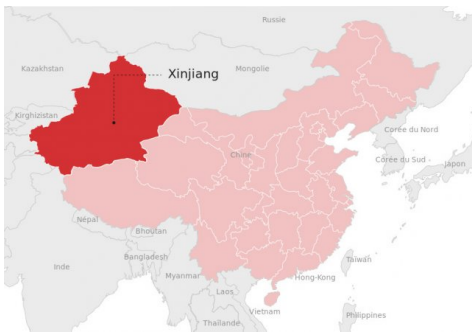 Russie
Kazakhstan
Mongolie
Xinjiang
Kirghizistan
Corée du Nord
Chine
Corée du Sud
Japon
Népal
Bhoutan
Taïwan
Inde
Bangladesh
Hong-Kong
Myanmar
Laos
Vietnam
Philippines
Thaïlande